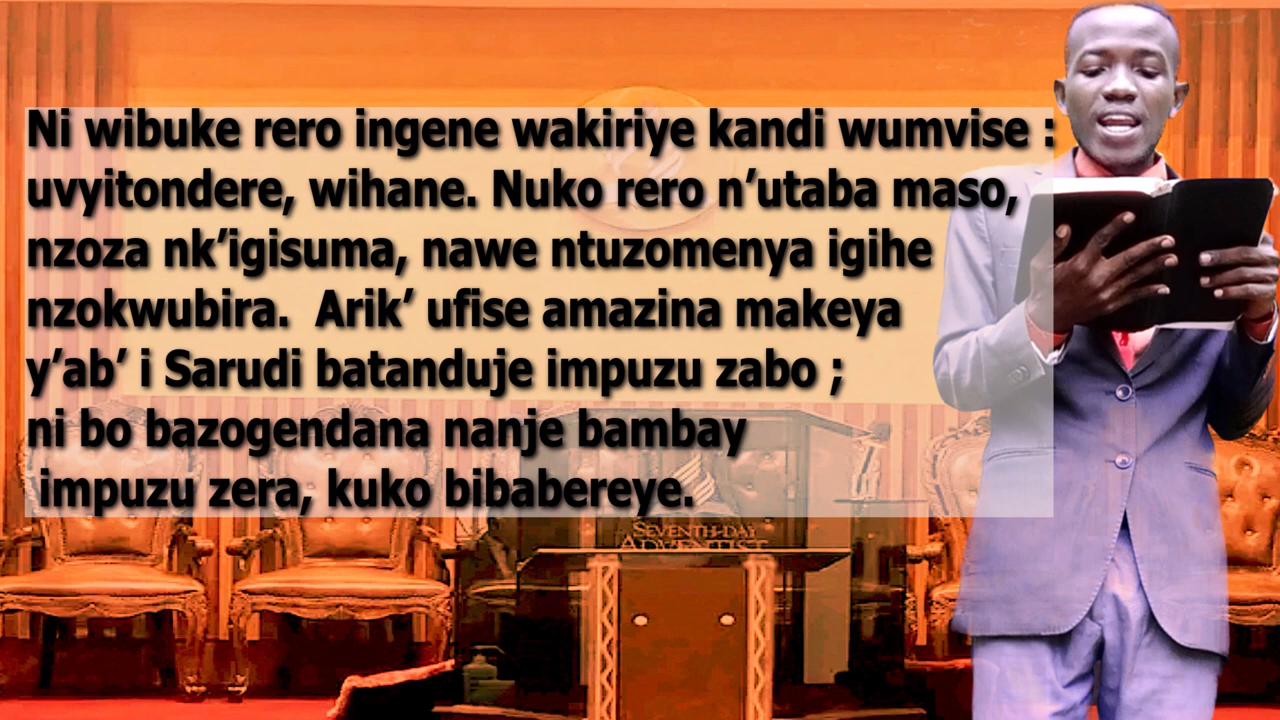 Ni wibuke rero ingene wakiriye kandi wumvise :
uvyitondere, wihane. Nuko rero n’utaba maso,
nzoza nk’igisuma, nawe ntuzomenya igihe
nzokwubira.  Arik’ ufise amazina makeya
y’ab’ i Sarudi batanduje impuzu zabo ;
ni bo bazogendana nanje bambay
impuzu zera, kuko bibabereye.
SEVENTH-DAY
ADVENTIST